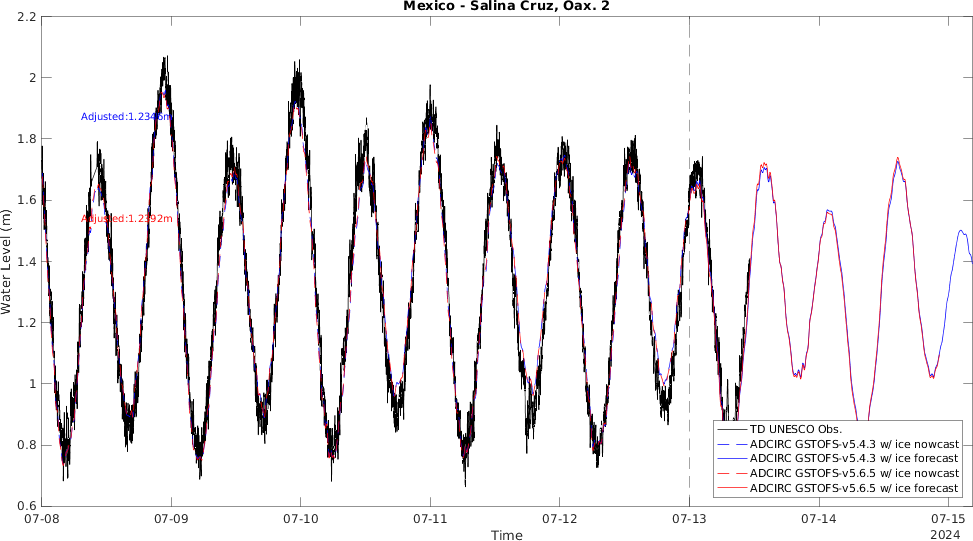 Mexico - Salina Cruz, Oax. 2
2.2
2
1.8
1.6
1.4
1.2
1
0.8
0.6
Water Level (m)
Adjusted:1.2346m
Adjusted:1.2392m
TD UNESCO Obs.
ADCIRC GSTOFS-v5.4.3 w/ ice nowcast
ADCIRC GSTOFS-v5.4.3 w/ ice forecast
ADCIRC GSTOFS-v5.6.5 w/ ice nowcast
ADCIRC GSTOFS-v5.6.5 w/ ice forecast
07-08 07-09 07-10 07-11 07-12 07-13 07-14 07-15
Time
2024